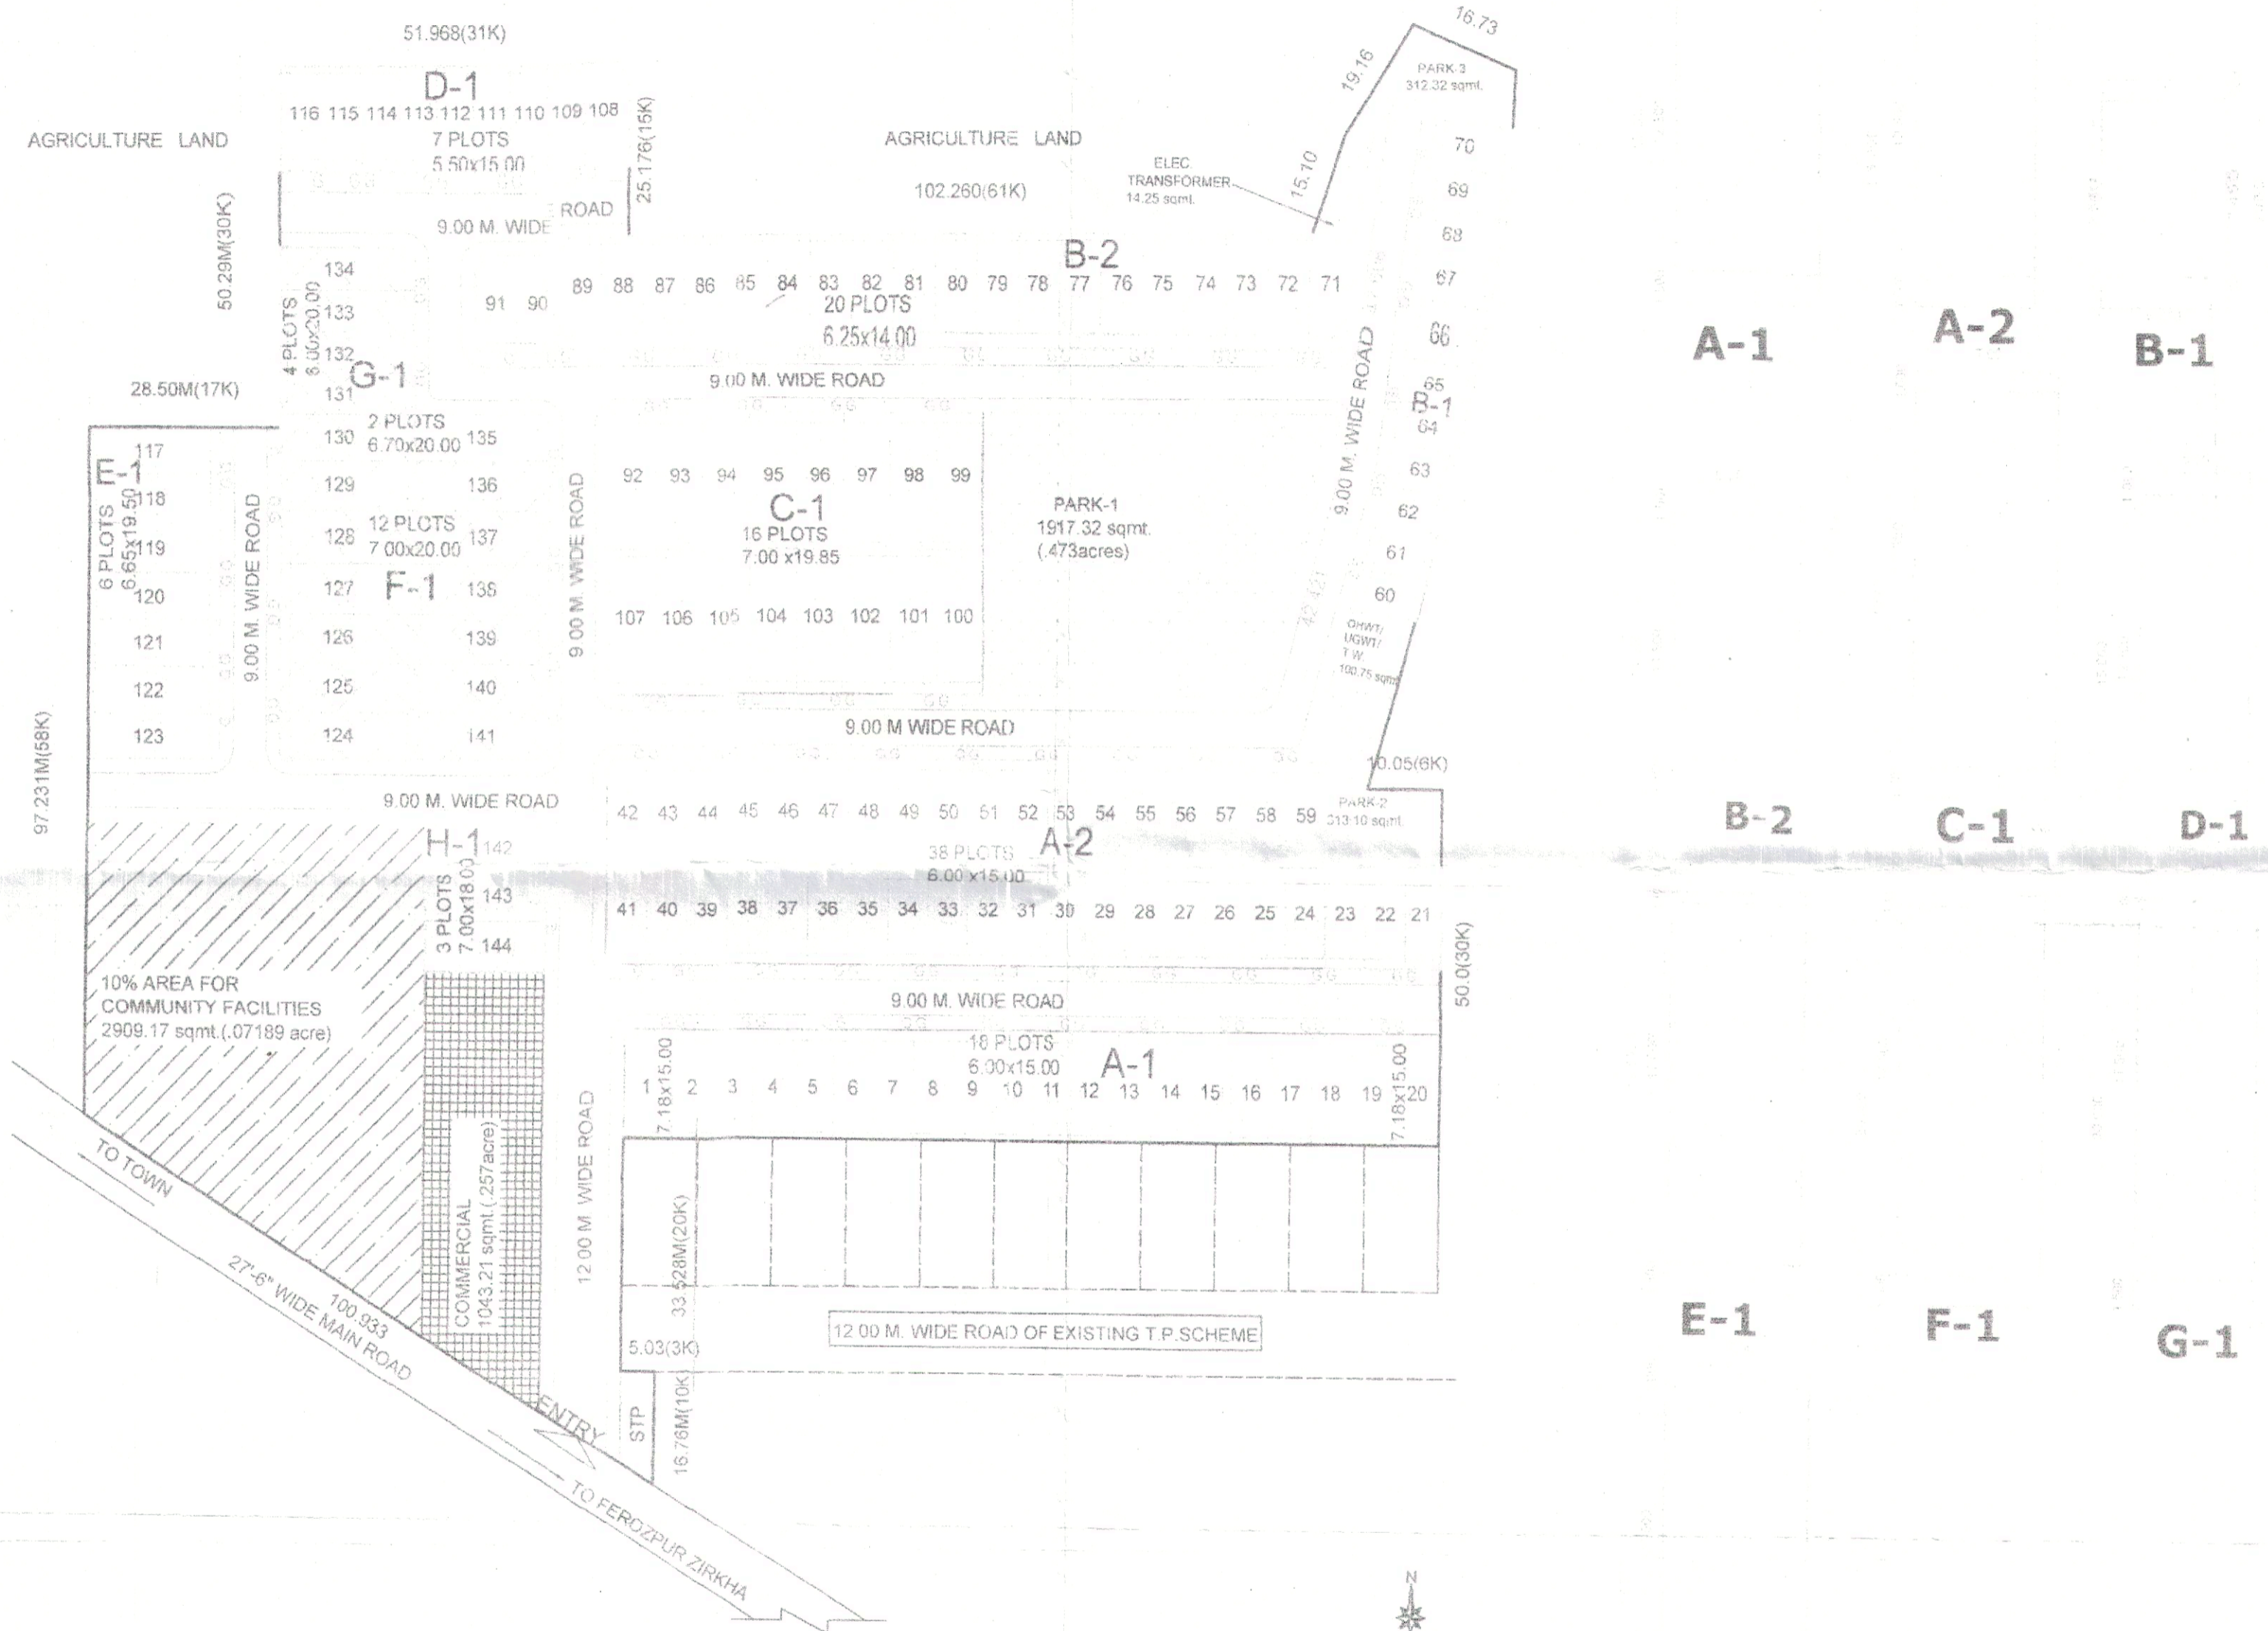 51.968(31K)
D-1
116 115 114 113 112 111 110 109 108
AGRICULTURE LAND
7 PLOTS
5.50x15.00
25.176(15K)
9.00 M. WIDE ROAD
50.29M(30K)
AGRICULTURE LAND
102.260(61K)
ELEC.
TRANSFORMER
14.25 sqmt.
15.10
19.16
16.73
PARK-3
312.32 sqmt.
70
69
68
67
66
65
B-1
64
63
62
61
60
9.00 M. WIDE ROAD
OHWT/
UGWT/
T.W.
100.75 sqmt
B-2
91 90 89 88 87 86 85 84 83 82 81 80 79 78 77 76 75 74 73 72 71
20 PLOTS
6.25x14.00
9.00 M. WIDE ROAD
134
133
132
131
4 PLOTS
6.00x20.00
G-1
28.50M(17K)
117
E-1
118
119
120
121
122
123
6 PLOTS
6.65x19.50
9.00 M. WIDE ROAD
2 PLOTS
6.70x20.00
130 135
129 136
12 PLOTS
7.00x20.00
128 137
127 138
F-1
126 139
125 140
124 141
9.00 M. WIDE ROAD
92 93 94 95 96 97 98 99
C-1
16 PLOTS
7.00 x19.85
107 106 105 104 103 102 101 100
PARK-1
1917.32 sqmt.
(.473acres)
42.421
9.00 M WIDE ROAD
10.05(6K)
97.231M(58K)
9.00 M. WIDE ROAD
42 43 44 45 46 47 48 49 50 51 52 53 54 55 56 57 58 59
PARK-2
313.10 sqmt.
A-2
38 PLOTS
6.00 x15.00
41 40 39 38 37 36 35 34 33 32 31 30 29 28 27 26 25 24 23 22 21
H-1
142
143
144
3 PLOTS
7.00x18.00
50.0(30K)
10% AREA FOR
COMMUNITY FACILITIES
2909.17 sqmt.(.07189 acre)
9.00 M. WIDE ROAD
18 PLOTS
6.00x15.00
A-1
7.18x15.00
7.18x15.00
1 2 3 4 5 6 7 8 9 10 11 12 13 14 15 16 17 18 19 20
COMMERCIAL
1043.21 sqmt.(.257acre)
12.00 M. WIDE ROAD
33.528M(20K)
12.00 M. WIDE ROAD OF EXISTING T.P.SCHEME
5.03(3K)
STP
16.76M(10K)
TO TOWN
100.933
27'-6" WIDE MAIN ROAD
ENTRY
TO FEROZPUR ZIRKHA
N
A-1 A-2 B-1
B-2 C-1 D-1
E-1 F-1 G-1